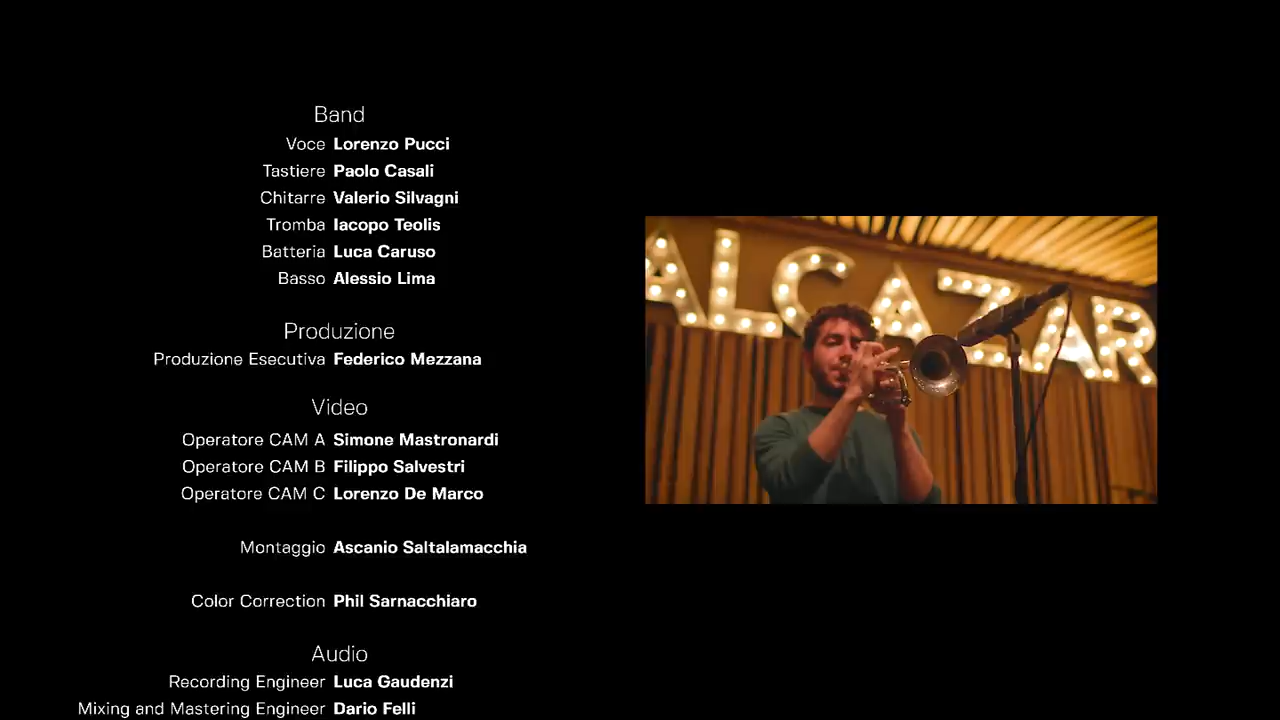 Band
Voce Lorenzo Pucci
Tastiere Paolo Casali
Chitarre Valerio Silvagni
Tromba Iacopo Teolis
Batteria Luca Caruso
Basso Alessio Lima
Produzione
Produzione Esecutiva Federico Mezzana
Video
Operatore CAM A Simone Mastronardi
Operatore CAM B Filippo Salvestri
Operatore CAM C Lorenzo De Marco
Montaggio Ascanio Saltalamacchia
Color Correction Phil Sarnacchiaro
Audio
Recording Engineer Luca Gaudenzi
Mixing and Mastering Engineer Dario Felli
ALCAZAR